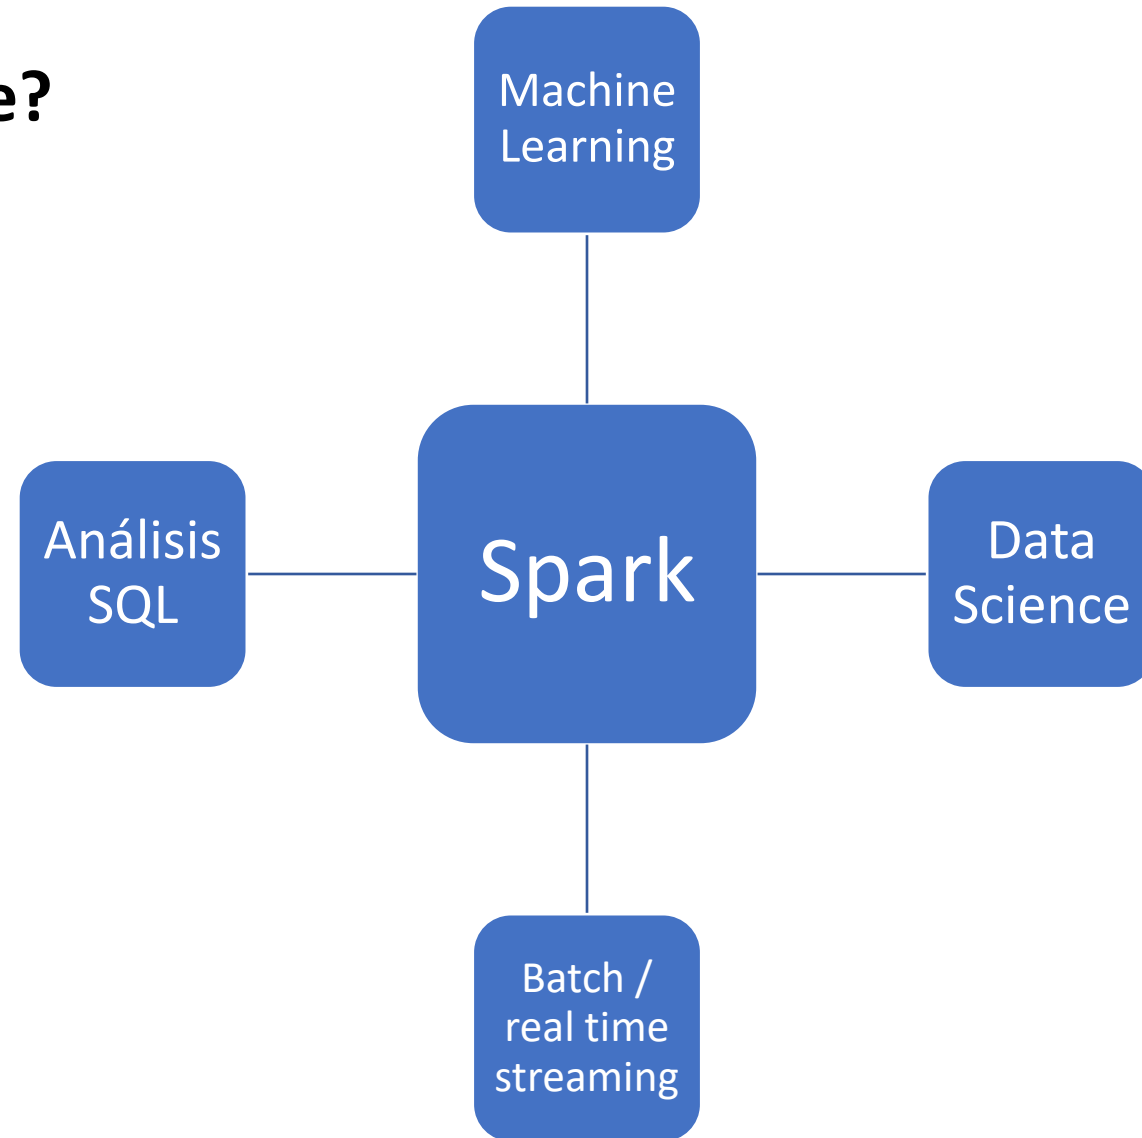 e?
Machine
Learning
Análisis
SQL
Spark
Data
Science
Batch /
real time
streaming